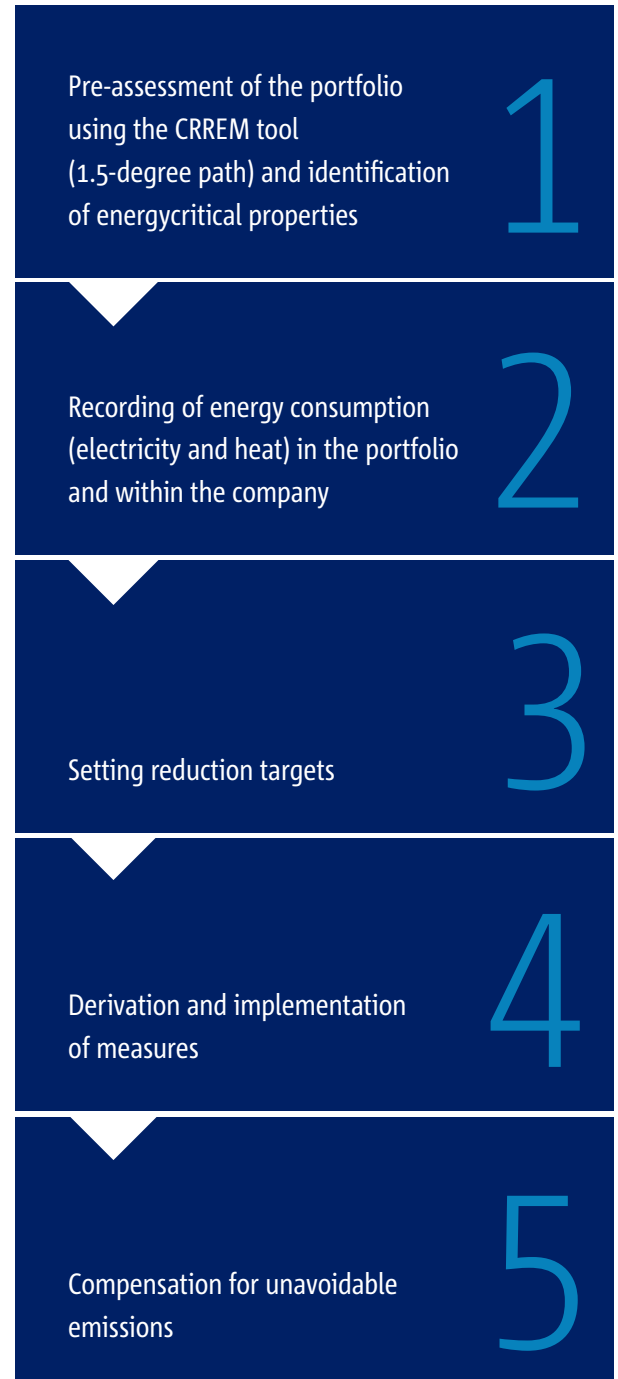 Pre-assessment of the portfolio
using the CRREM tool
(1.5-degree path) and identification
of energycritical properties
1
Recording of energy consumption
(electricity and heat) in the portfolio
and within the company
2
Setting reduction targets
3
Derivation and implementation
of measures
4
Compensation for unavoidable
emissions
5